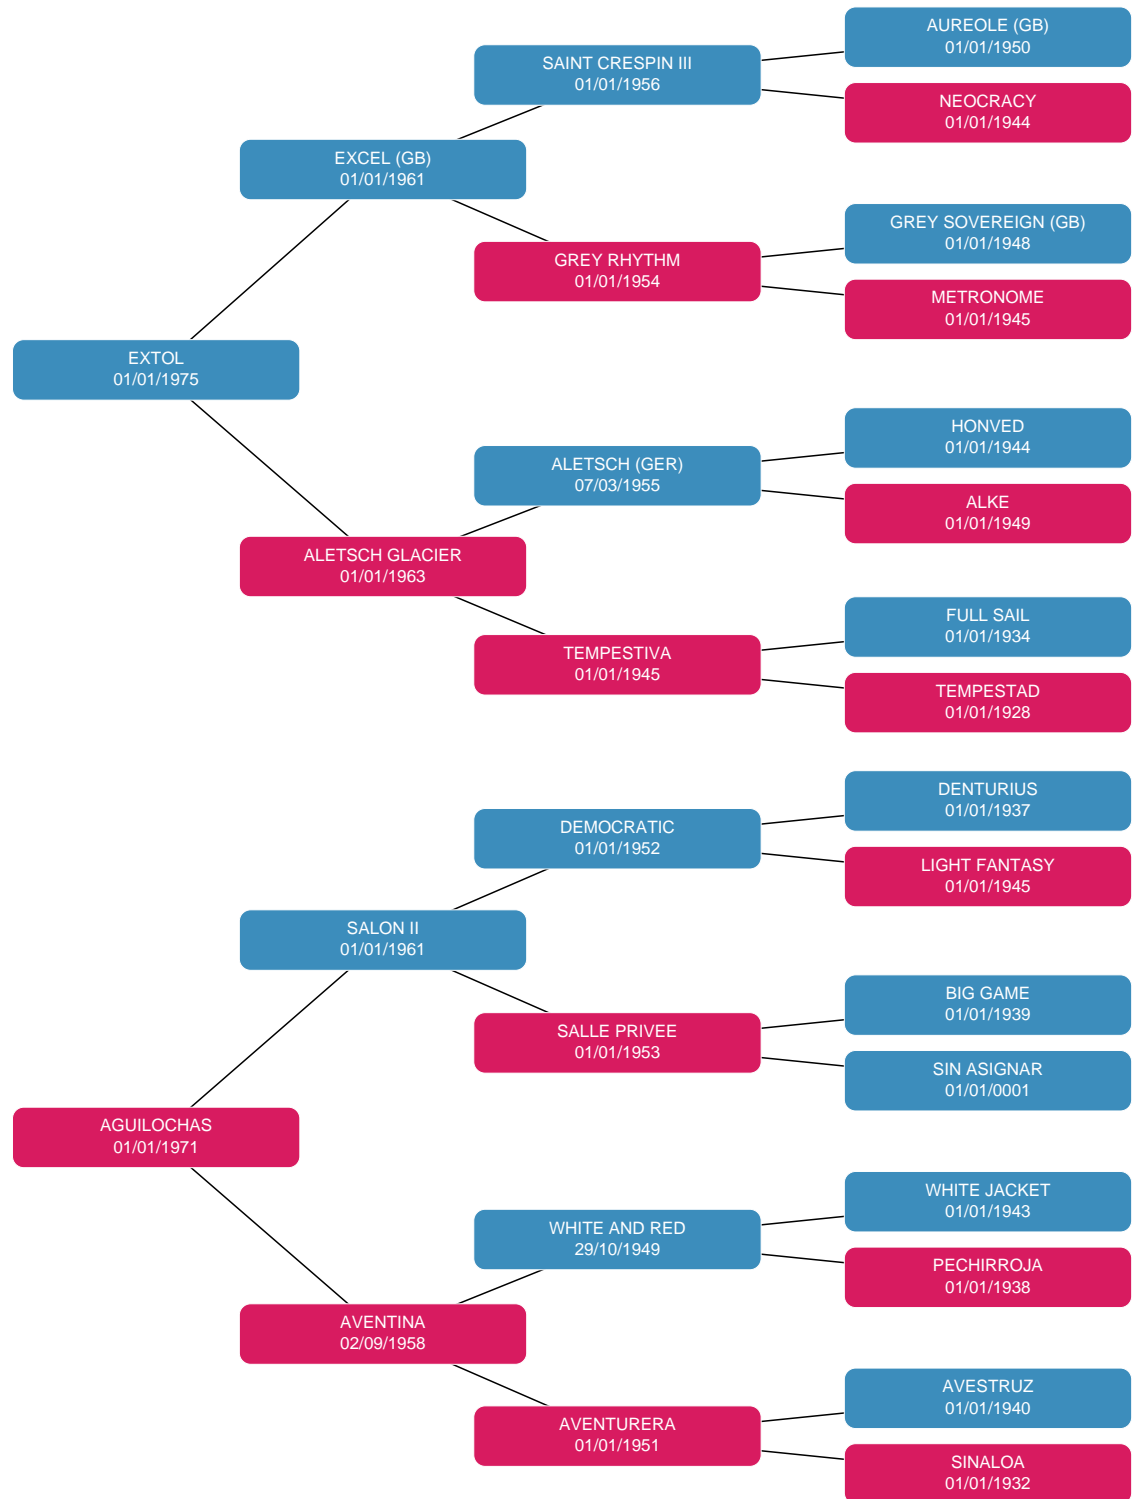 AUREOLE (GB)
01/01/1950
SAINT CRESPIN III
01/01/1956
NEOCRACY
01/01/1944
EXCEL (GB)
01/01/1961
GREY SOVEREIGN (GB)
01/01/1948
GREY RHYTHM
01/01/1954
METRONOME
01/01/1945
EXTOL
01/01/1975
HONVED
01/01/1944
ALETSCH (GER)
07/03/1955
ALKE
01/01/1949
ALETSCH GLACIER
01/01/1963
FULL SAIL
01/01/1934
TEMPESTIVA
01/01/1945
TEMPESTAD
01/01/1928
DENTURIUS
01/01/1937
DEMOCRATIC
01/01/1952
LIGHT FANTASY
01/01/1945
SALON II
01/01/1961
BIG GAME
01/01/1939
SALLE PRIVEE
01/01/1953
SIN ASIGNAR
01/01/0001
AGUILOCHAS
01/01/1971
WHITE JACKET
01/01/1943
WHITE AND RED
29/10/1949
PECHIRROJA
01/01/1938
AVENTINA
02/09/1958
AVESTRUZ
01/01/1940
AVENTURERA
01/01/1951
SINALOA
01/01/1932